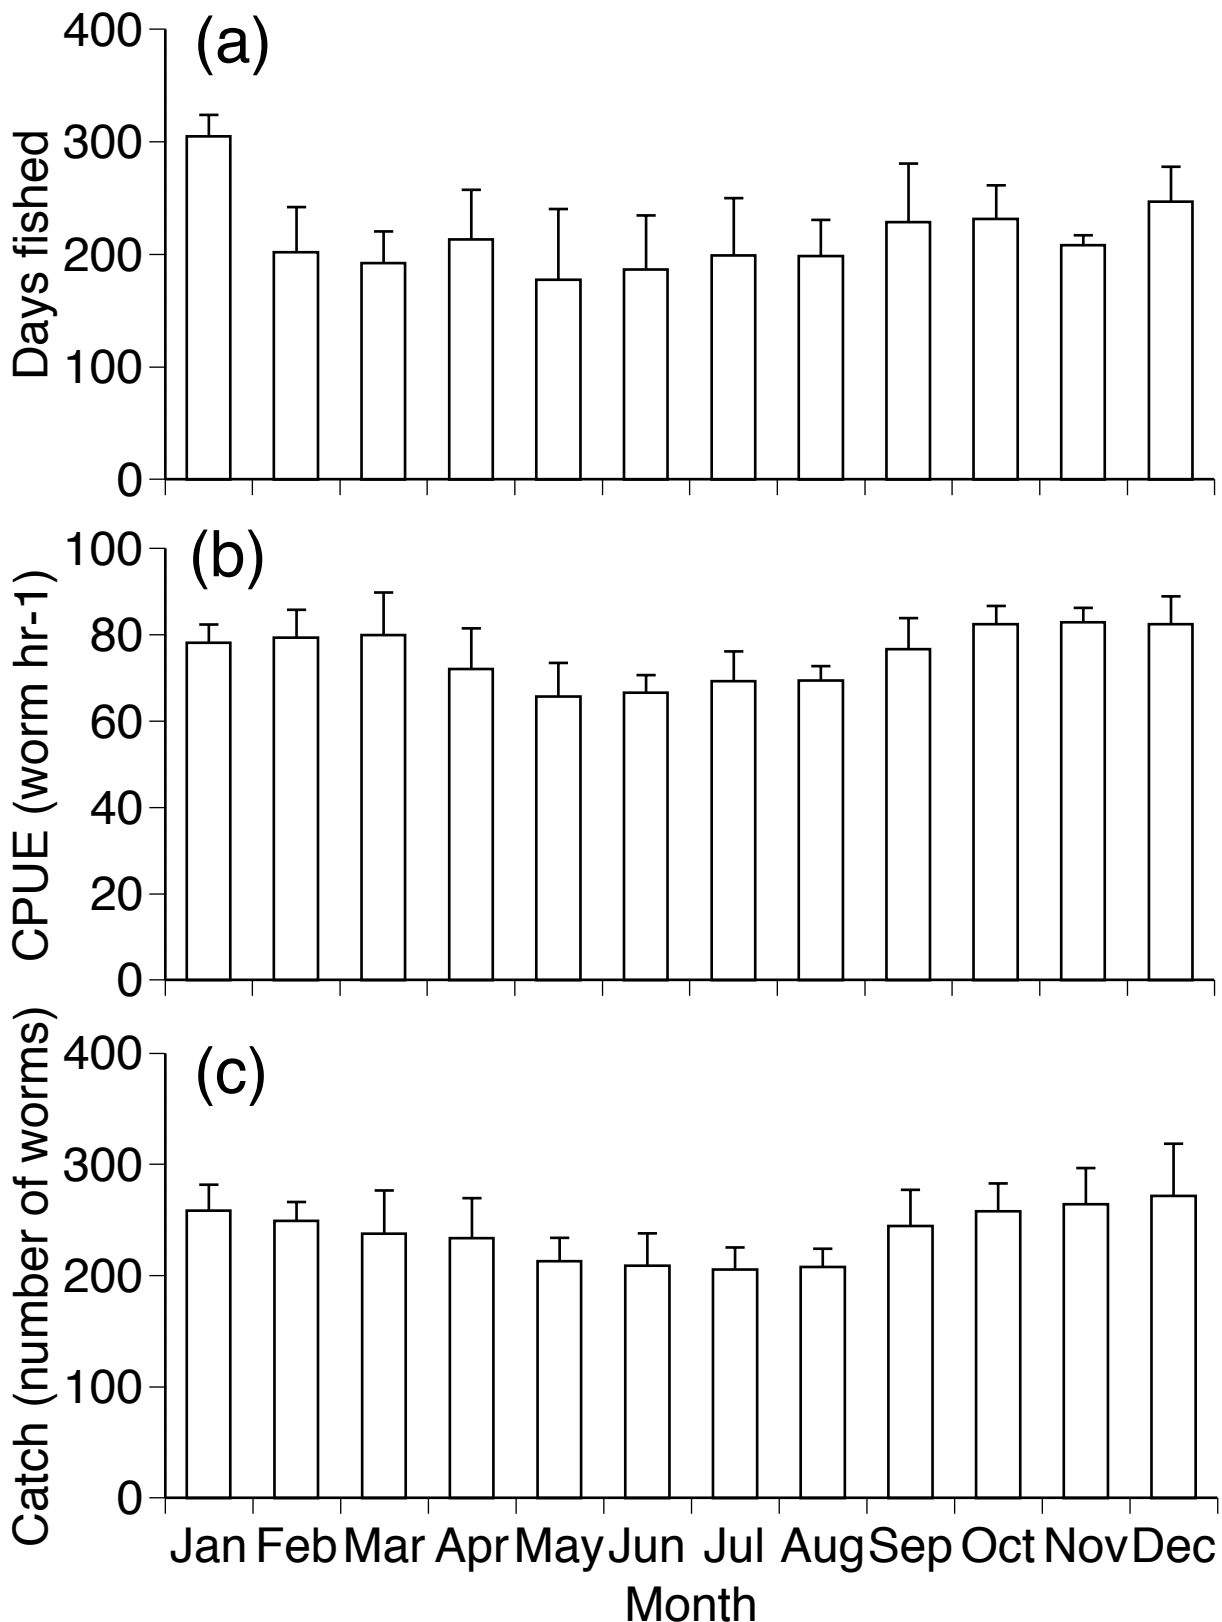 (a)
Days fished
400
300
200
100
0
(b)
CPUE (worm hr-1)
100
80
60
40
20
0
(c)
Catch (number of worms)
400
300
200
100
0
Jan Feb Mar Apr May Jun Jul Aug Sep Oct Nov Dec
Month